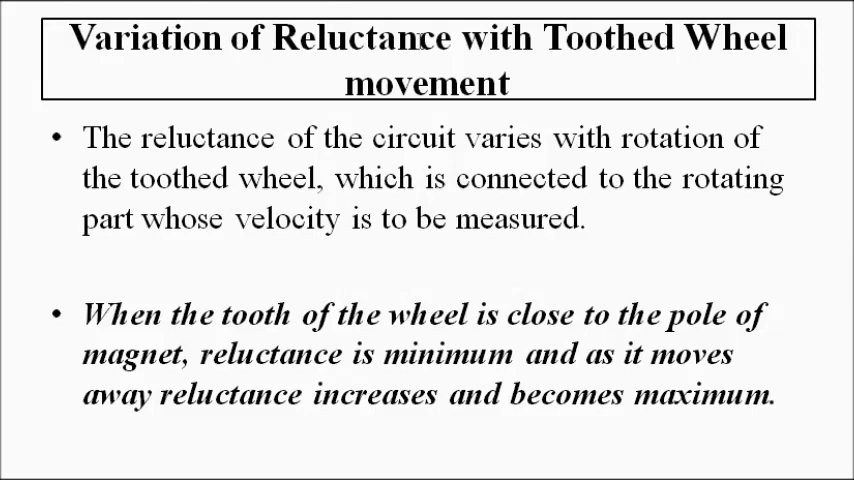 Variation of Reluctance with Toothed Wheel
movement
• The reluctance of the circuit varies with rotation of
the toothed wheel, which is connected to the rotating
part whose velocity is to be measured.
• When the tooth of the wheel is close to the pole of
magnet, reluctance is minimum and as it moves
away reluctance increases and becomes maximum.